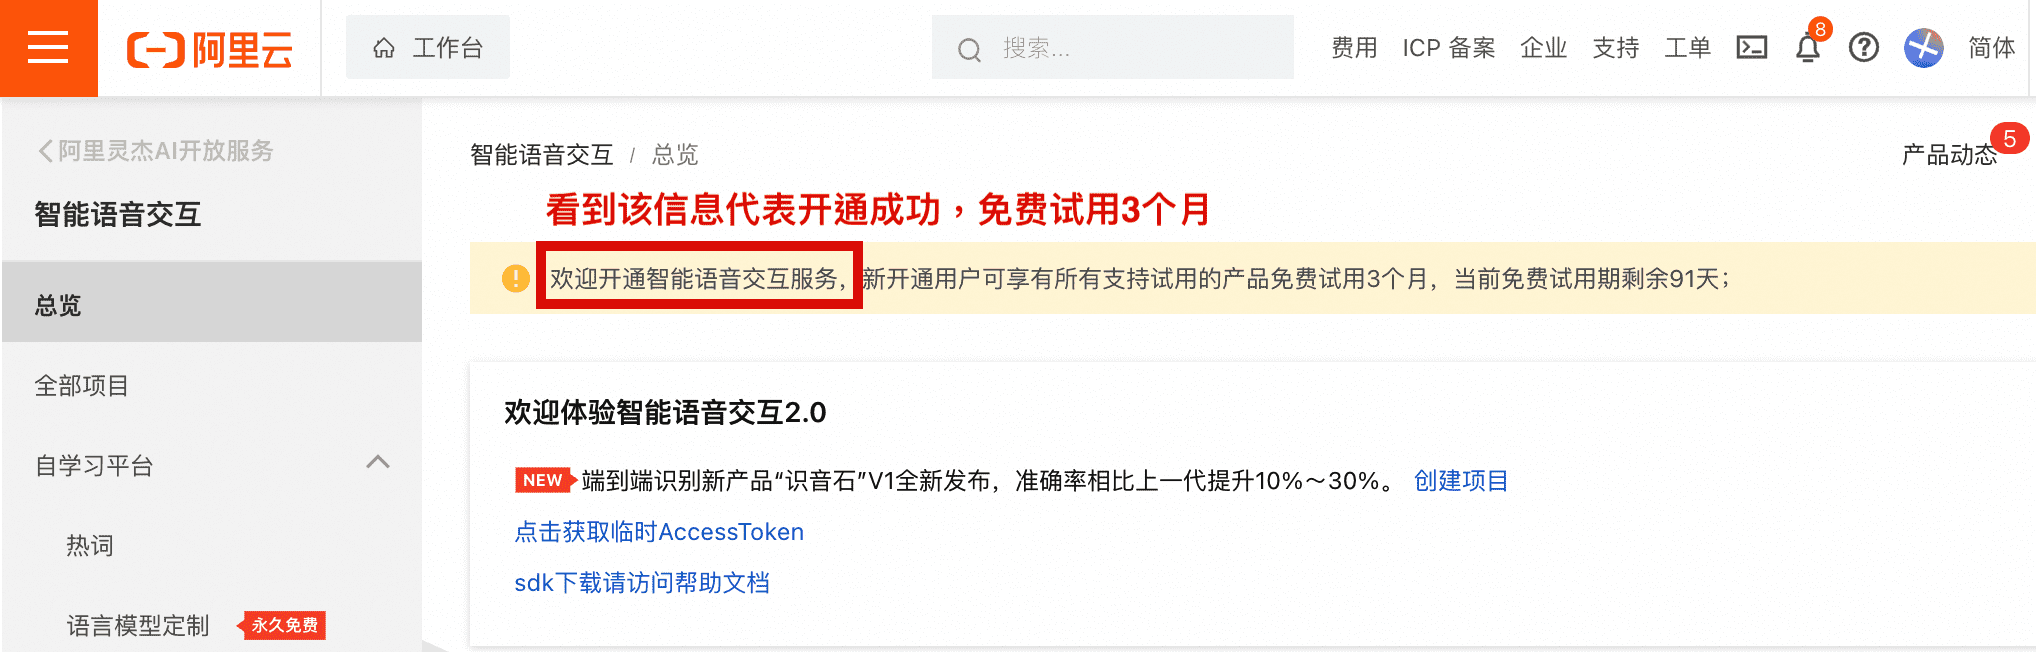 阿里云
工作台
搜索...
费用 ICP 备案 企业 支持 工单 8 简体
阿里灵杰AI开放服务
智能语音交互
总览
全部项目
自学习平台
热词
语言模型定制 永久免费
智能语音交互 / 总览
产品动态 5
看到该信息代表开通成功，免费试用3个月
欢迎开通智能语音交互服务，新开通用户可享有所有支持试用的产品免费试用3个月，当前免费试用期剩余91天；
欢迎体验智能语音交互2.0
NEW 端到端识别新产品“识音石”V1全新发布，准确率相比上一代提升10%～30%。 创建项目
点击获取临时AccessToken
sdk下载请访问帮助文档